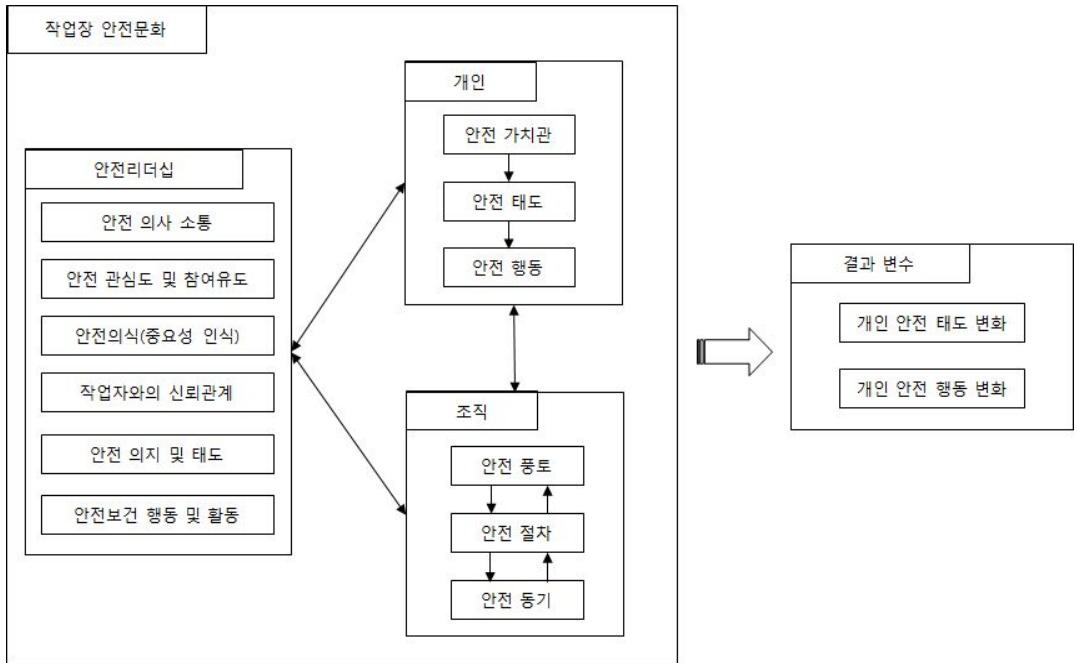 작업장 안전문화
안전리더십
안전 의사 소통
안전 관심도 및 참여유도
안전의식(중요성 인식)
작업자와의 신뢰관계
안전 의지 및 태도
안전보건 행동 및 활동
개인
안전 가치관
안전 태도
안전 행동
조직
안전 풍토
안전 절차
안전 동기
결과 변수
개인 안전 태도 변화
개인 안전 행동 변화